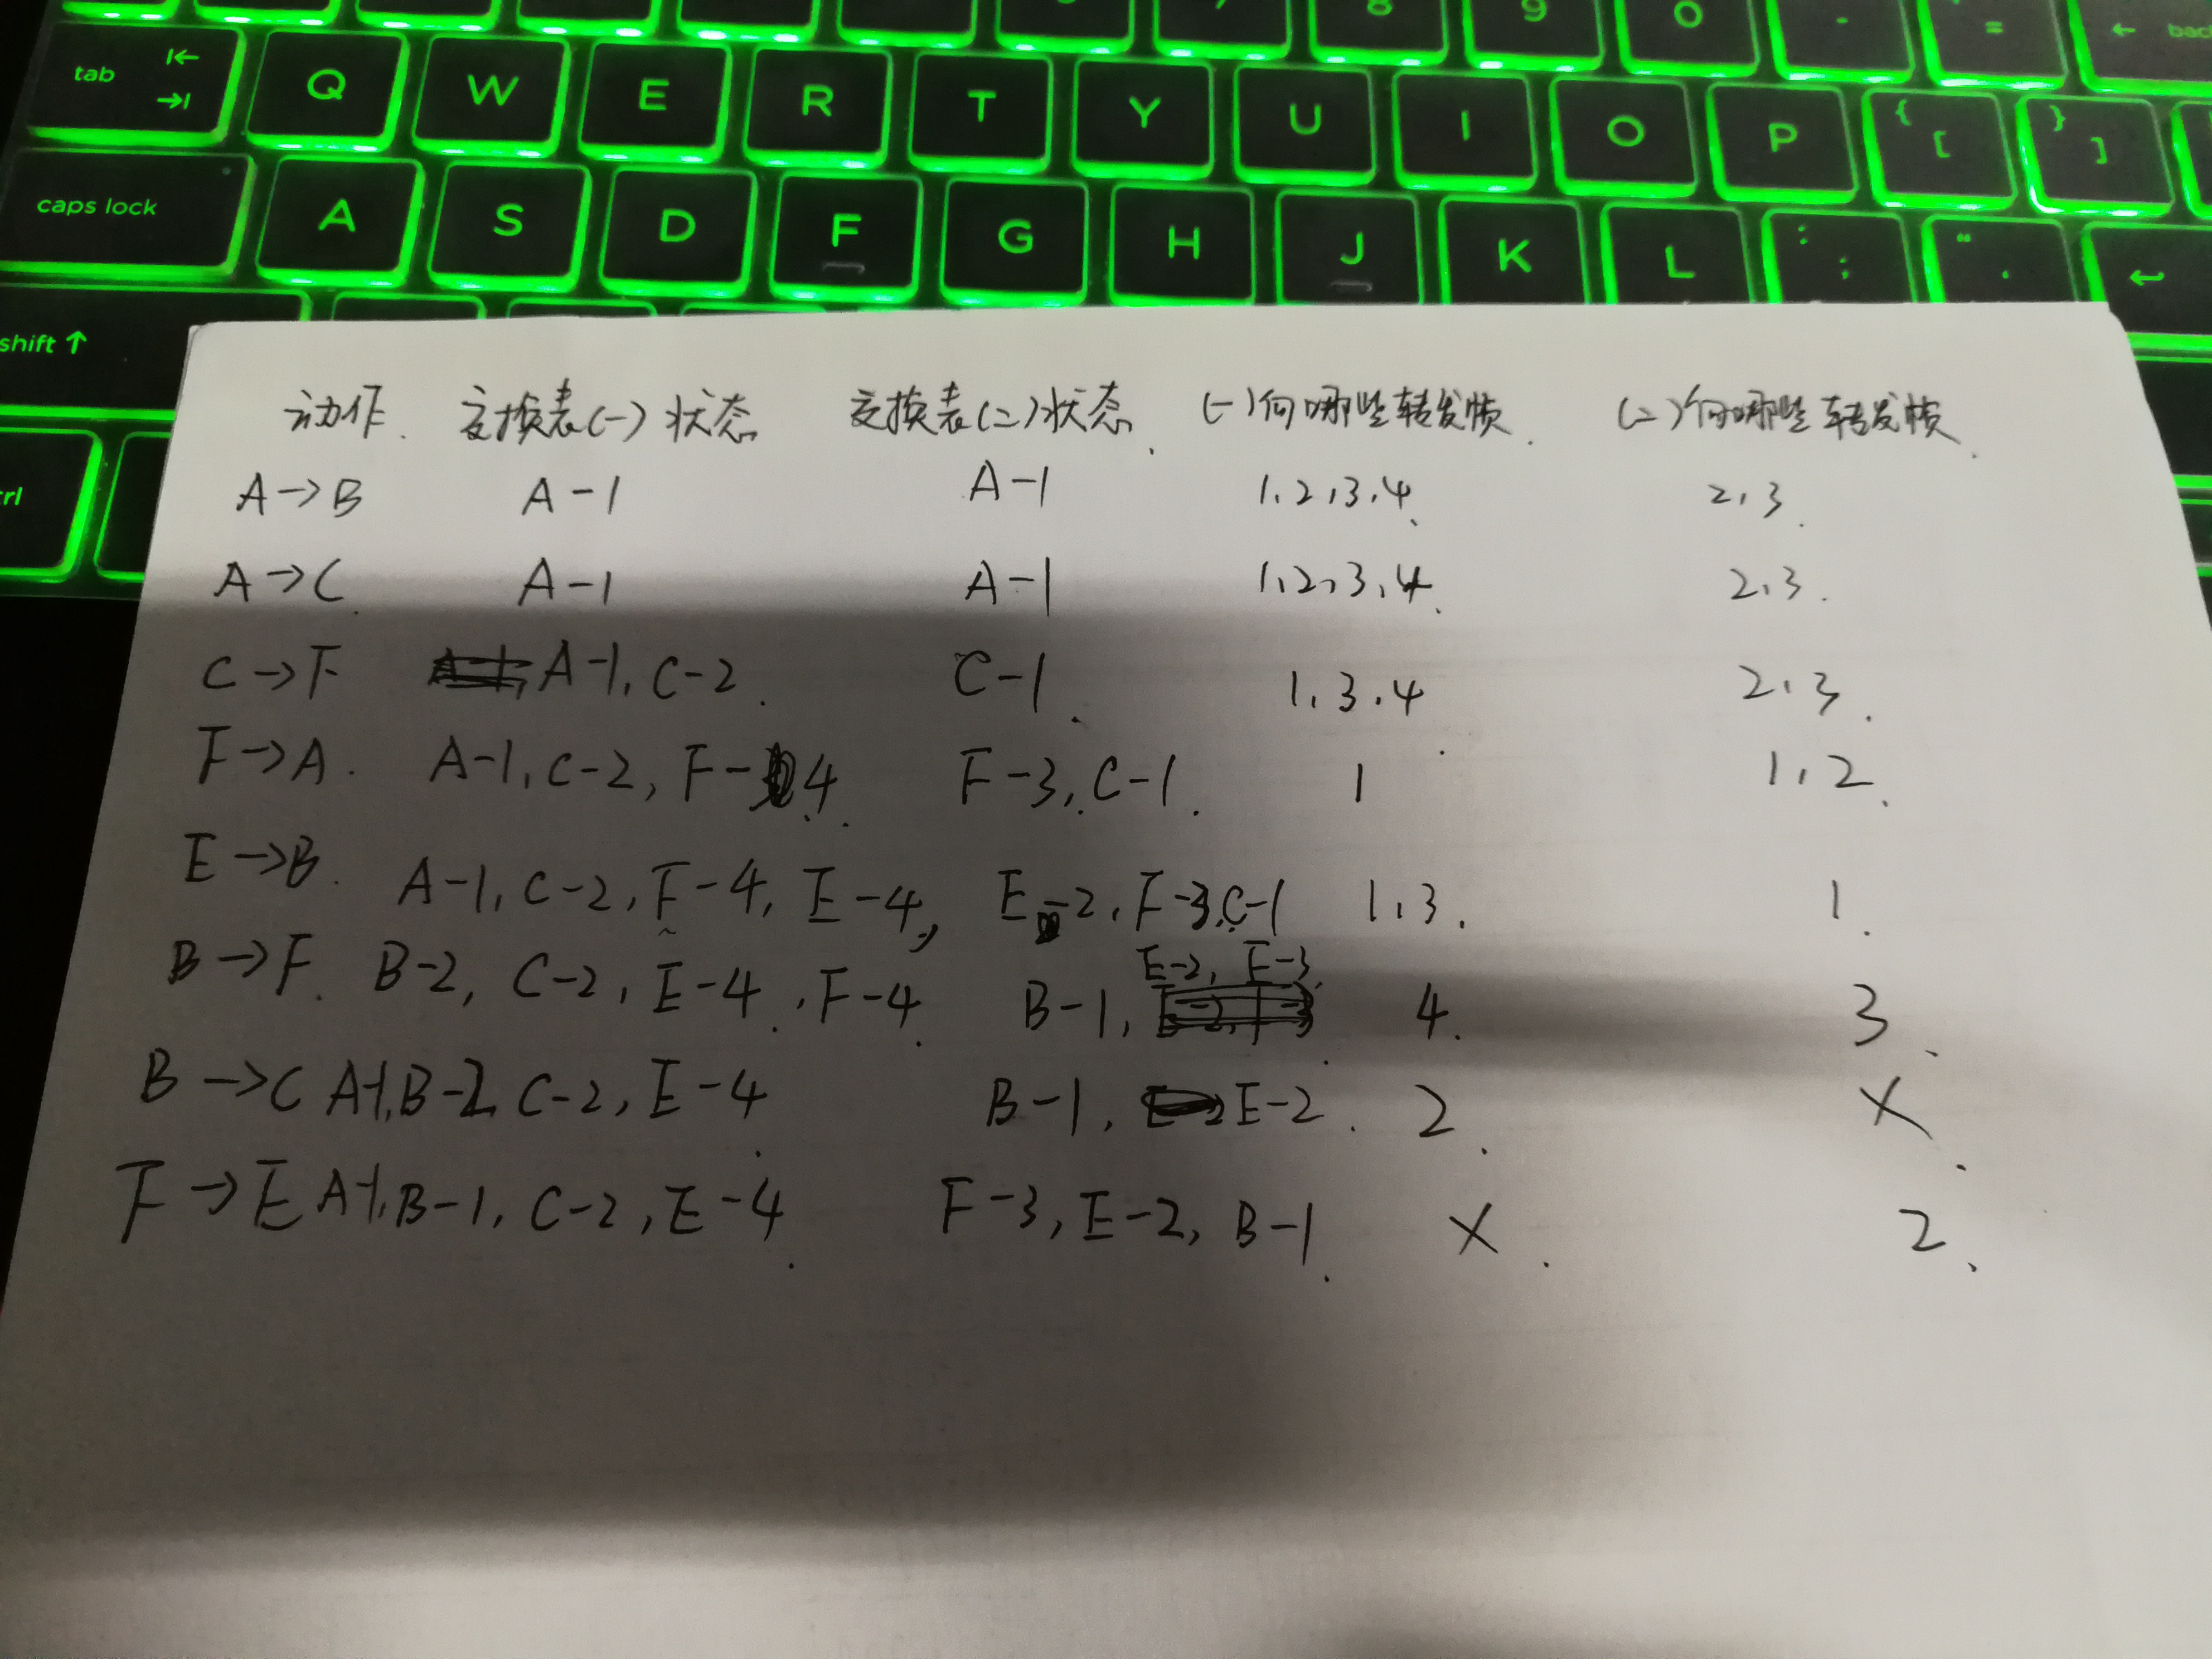 8 9 0 - = ← bac
tab Q W E R T Y U I O P { [ } ]
caps lock A S D F G H J K L : ; “ ←
shift ↑
rl
动作. 交换表(一)状态 交换表(二)状态. (一)向哪些转发帧. (二)向哪些转发帧.
A→B A-1 A-1 1,2,3,4. 2,3.
A→C. A-1 A-1 1,2,3,4. 2,3.
C→F A-1, C-2. C-1. 1,3,4 2,3.
F→A. A-1, C-2, F-4. F-3, C-1. 1 1,2.
E→B. A-1, C-2, F-4, E-4, E-2, F-3, C-1 1,3. 1.
B→F. B-2, C-2, E-4, F-4. B-1, E-2, F-3, 4. 3.
B→C A-1, B-2, C-2, E-4. B-1, E-2. 2. X.
F→E A-1, B-1, C-2, E-4. F-3, E-2, B-1. X. 2.